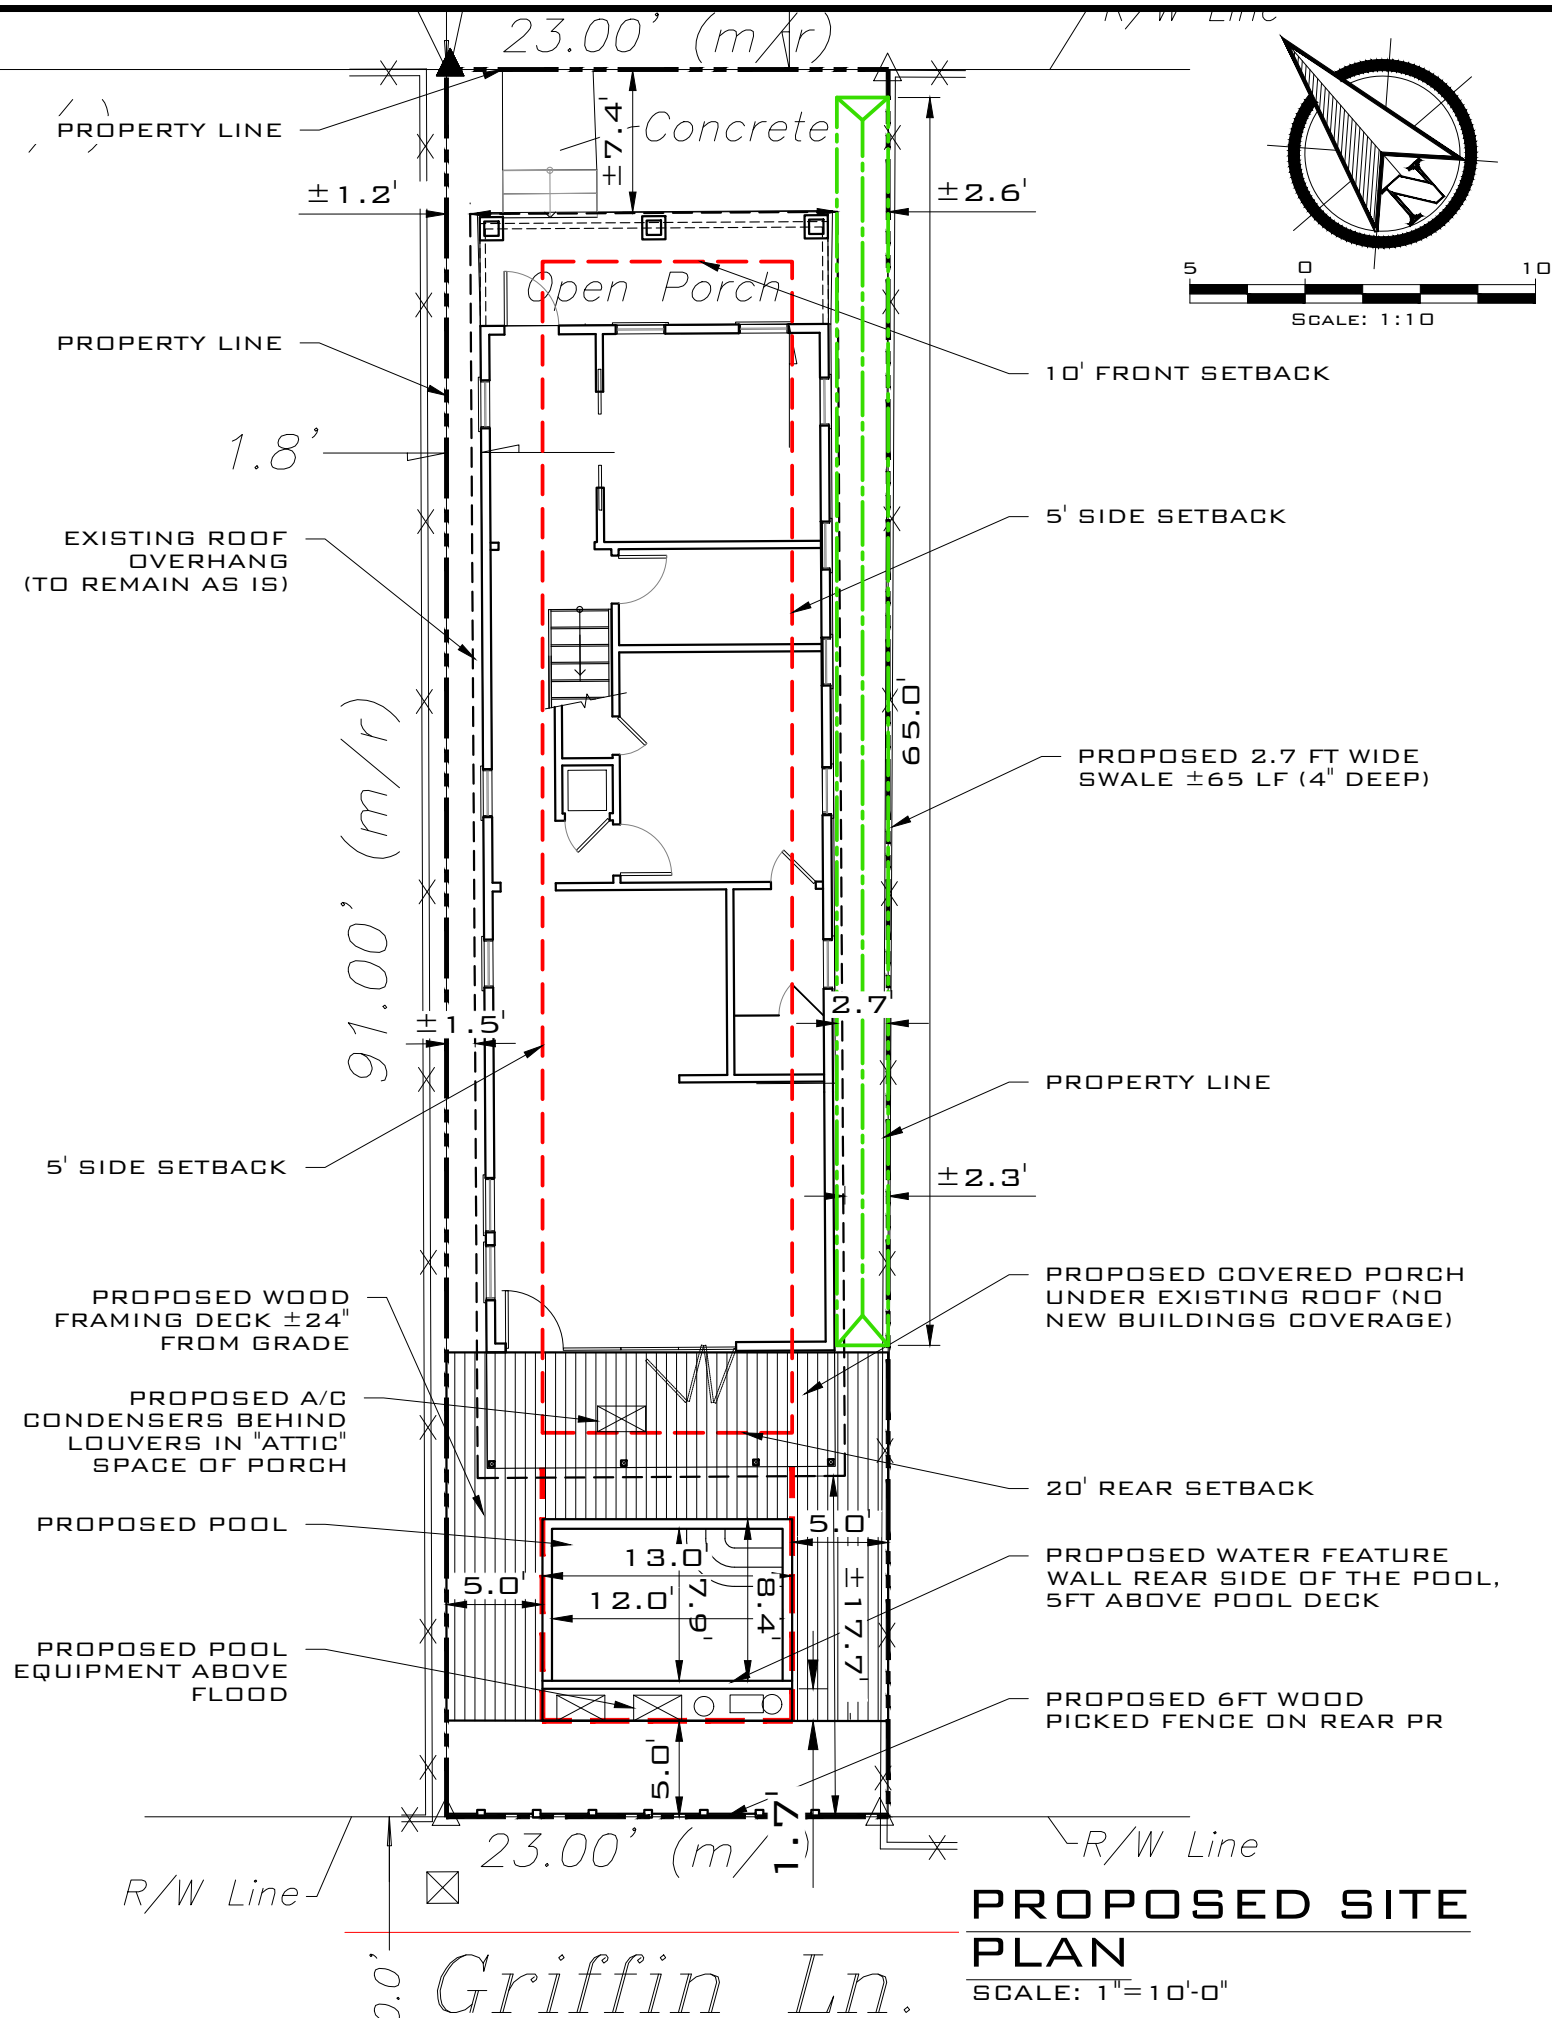 23.00' (m/r)
R/W Line
PROPERTY LINE
±7.4'
Concrete
±1.2'
±2.6'
N
5 0 10
SCALE: 1:10
Open Porch
PROPERTY LINE
10' FRONT SETBACK
1.8'
5' SIDE SETBACK
EXISTING ROOF
OVERHANG
(TO REMAIN AS IS)
65.0'
91.00' (m/r)
PROPOSED 2.7 FT WIDE
SWALE ±65 LF (4" DEEP)
2.7'
±1.5'
PROPERTY LINE
5' SIDE SETBACK
±2.3'
PROPOSED WOOD
FRAMING DECK ±24"
FROM GRADE
PROPOSED COVERED PORCH
UNDER EXISTING ROOF (NO
NEW BUILDINGS COVERAGE)
PROPOSED A/C
CONDENSERS BEHIND
LOUVERS IN "ATTIC"
SPACE OF PORCH
20' REAR SETBACK
PROPOSED POOL
5.0'
13.0'
5.0'
12.0'
7.9'
8.4'
±17.7'
PROPOSED WATER FEATURE
WALL REAR SIDE OF THE POOL,
5FT ABOVE POOL DECK
PROPOSED POOL
EQUIPMENT ABOVE
FLOOD
PROPOSED 6FT WOOD
PICKED FENCE ON REAR PR
5.0'
1.7'
23.00' (m/
R/W Line
R/W Line
PROPOSED SITE
PLAN
SCALE: 1"=10'-0"
Griffin Ln.